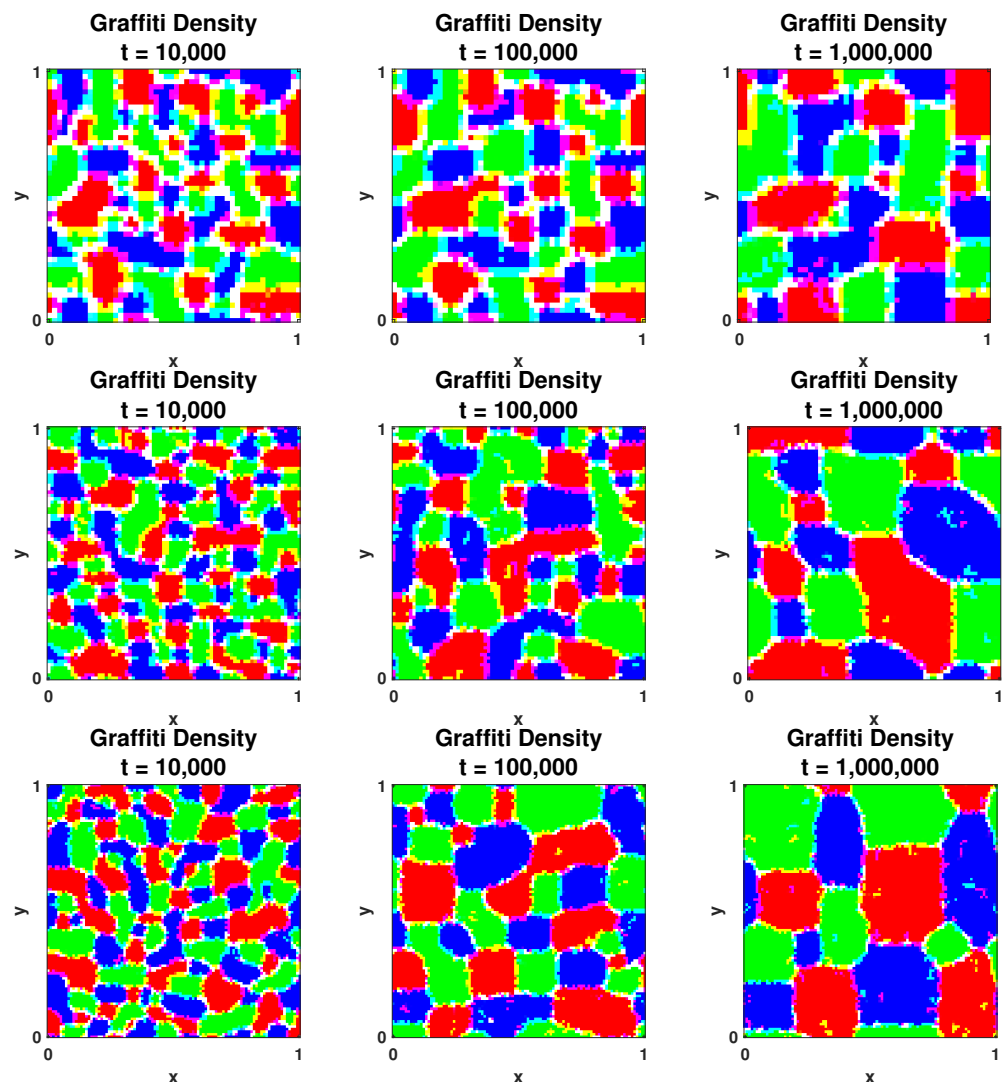 Graffiti Density
t = 10,000
1
y
0
0
1
x
Graffiti Density
t = 100,000
1
y
0
0
1
x
Graffiti Density
t = 1,000,000
1
y
0
0
1
x
Graffiti Density
t = 10,000
1
y
0
0
1
x
Graffiti Density
t = 100,000
1
y
0
0
1
x
Graffiti Density
t = 1,000,000
1
y
0
0
1
x
Graffiti Density
t = 10,000
1
y
0
0
1
x
Graffiti Density
t = 100,000
1
y
0
0
1
x
Graffiti Density
t = 1,000,000
1
y
0
0
1
x